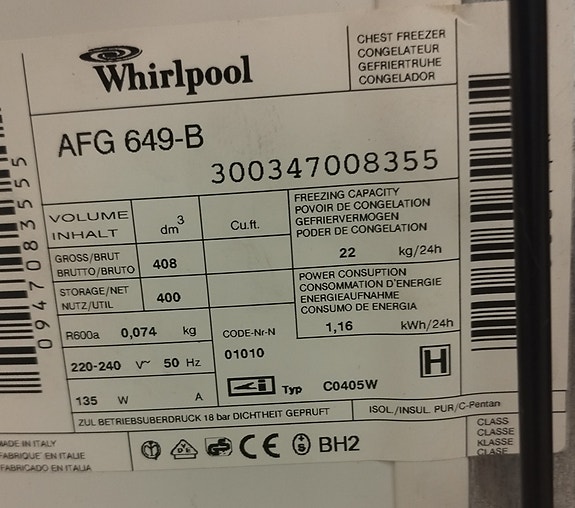 Whirlpool
CHEST FREEZER
CONGELATEUR
GEFRIERTRUHE
CONGELADOR
AFG 649-B
300347008355
0947083555
VOLUME
INHALT
dm3
Cu.ft.
FREEZING CAPACITY
POVOIR DE CONGELATION
GEFRIERVERMOGEN
PODER DE CONGELATION
22 kg/24h
GROSS/BRUT
BRUTTO/BRUTO
408
STORAGE/NET
NUTZ/UTIL
400
POWER CONSUPTION
CONSOMMATION D'ENERGIE
ENERGIEAUFNAHME
CONSUMO DE ENERGIA
1,16 kWh/24h
R600a 0,074 kg
CODE-Nr-N
01010
220-240 V~ 50 Hz
H
135 W A
Typ C0405W
ZUL BETRIEBSUBERDRUCK 18 bar DICHTHEIT GEPRUFT
ISOL./INSUL. PUR/C-Pentan
MADE IN ITALY
FABRIQUE EN ITALIE
FABRICADO EN ITALIA
CE
BH2
CLASS
CLASSE
KLASSE
CLASE